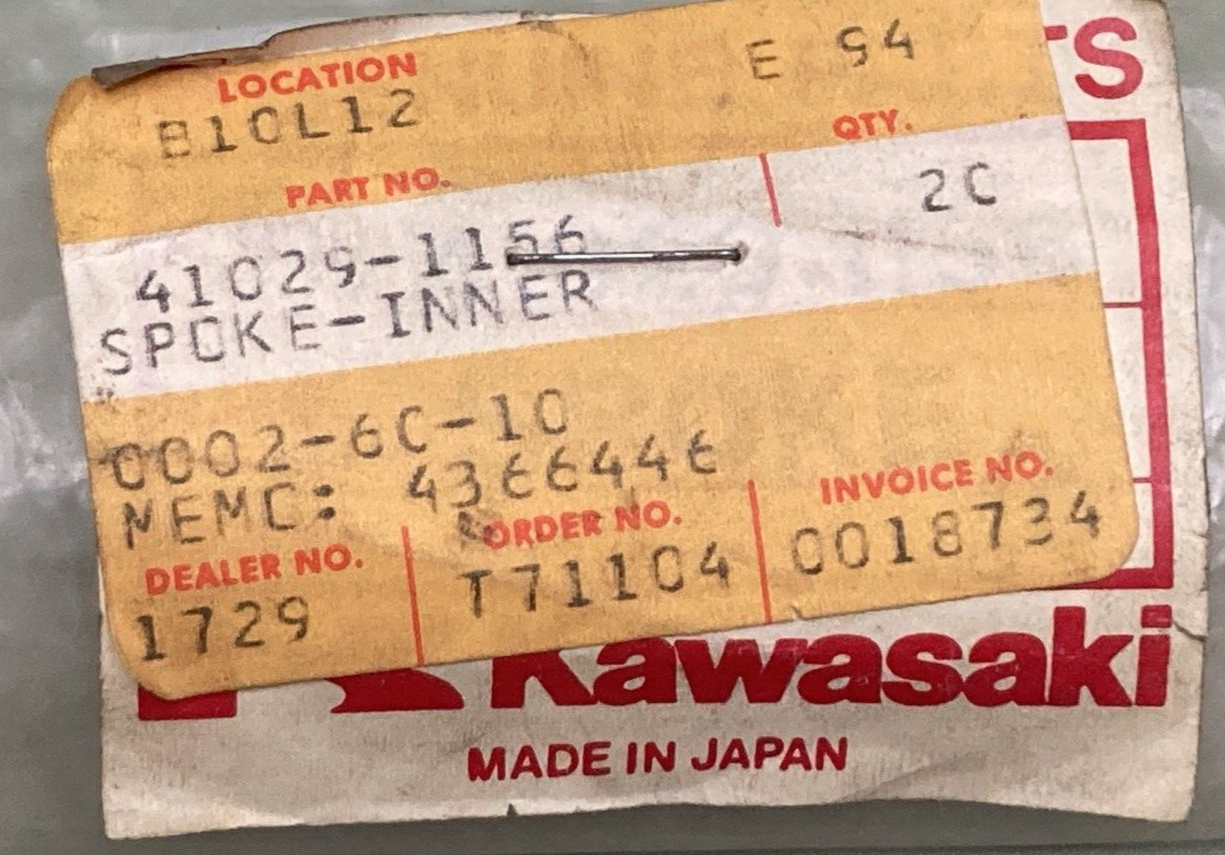 TS
LOCATION
E 94
B10L12
QTY.
PART NO.
20
41029-1156
SPOKE-INNER
0002-60-10
MEMO: 4366446
DEALER NO. ORDER NO. INVOICE NO.
1729 T71104 0018734
Kawasaki
MADE IN JAPAN